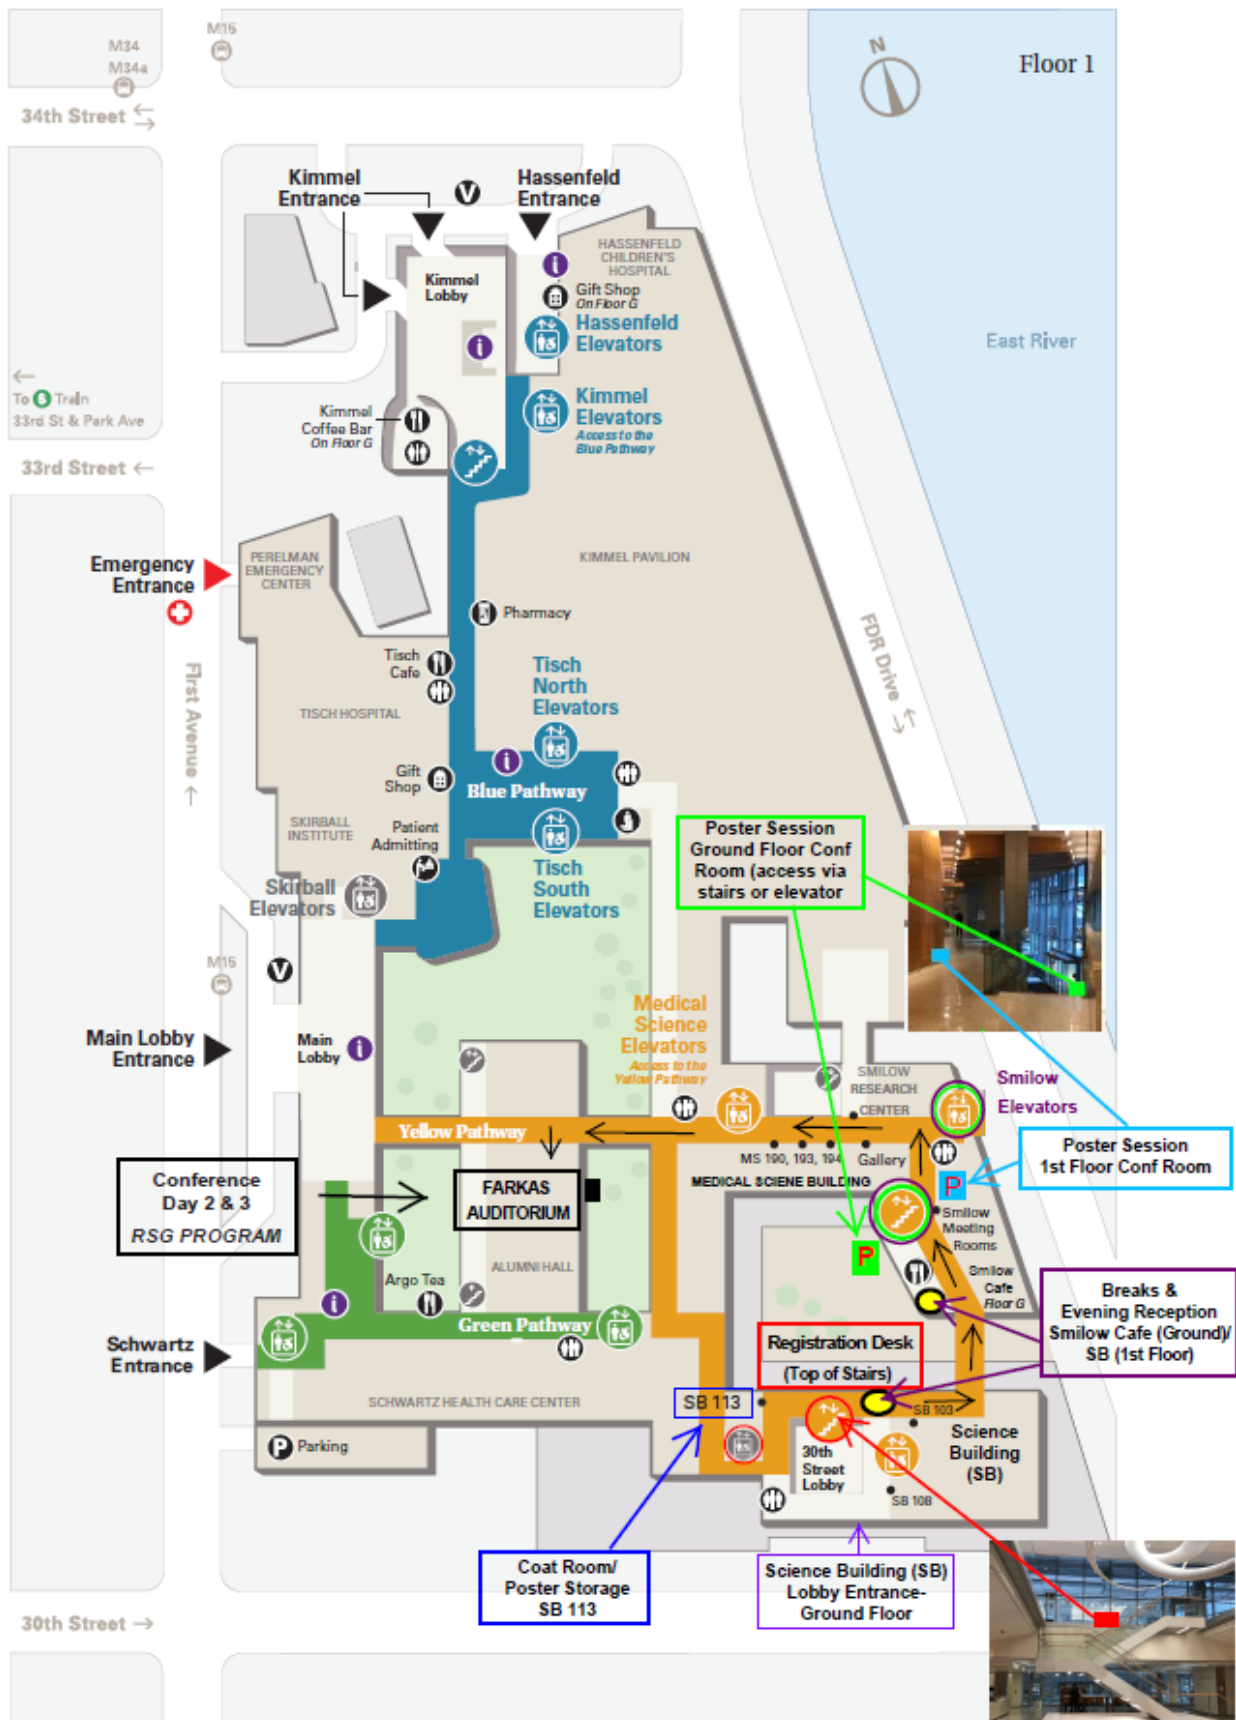 M15
M34
M34a
N
Floor 1
34th Street
Kimmel
Entrance
V
Hassenfeld
Entrance
HASSENFELD
CHILDREN'S
HOSPITAL
Kimmel
Lobby
i
Gift Shop
On Floor G
Hassenfeld
Elevators
i
East River
To 6 Train
33rd St & Park Ave
Kimmel
Coffee Bar
On Floor G
Kimmel
Elevators
Access to the
Blue Pathway
33rd Street
Emergency
Entrance
PERELMAN
EMERGENCY
CENTER
KIMMEL PAVILION
Pharmacy
FDR Drive
First Avenue
Tisch
Cafe
Tisch
North
Elevators
TISCH HOSPITAL
i
Gift
Shop
Blue Pathway
SKIRBALL
INSTITUTE
Patient
Admitting
Tisch
South
Elevators
Skirball
Elevators
Poster Session
Ground Floor Conf
Room (access via
stairs or elevator
M15
V
Main Lobby
Entrance
Main
Lobby
i
Medical
Science
Elevators
Access to the
Yellow Pathway
SMILOW
RESEARCH
CENTER
Smilow
Elevators
Yellow Pathway
MS 190, 193, 194
Gallery
MEDICAL SCIENE BUILDING
Poster Session
1st Floor Conf Room
P
Conference
Day 2 & 3
RSG PROGRAM
FARKAS
AUDITORIUM
Smilow
Meeting
Rooms
P
ALUMNI HALL
Argo Tea
Smilow
Cafe
Floor G
i
Green Pathway
Breaks &
Evening Reception
Smilow Cafe (Ground)/
SB (1st Floor)
Schwartz
Entrance
Registration Desk
(Top of Stairs)
SCHWARTZ HEALTH CARE CENTER
SB 113
SB 103
Science
Building
(SB)
P Parking
30th
Street
Lobby
SB 108
Coat Room/
Poster Storage
SB 113
Science Building (SB)
Lobby Entrance-
Ground Floor
30th Street